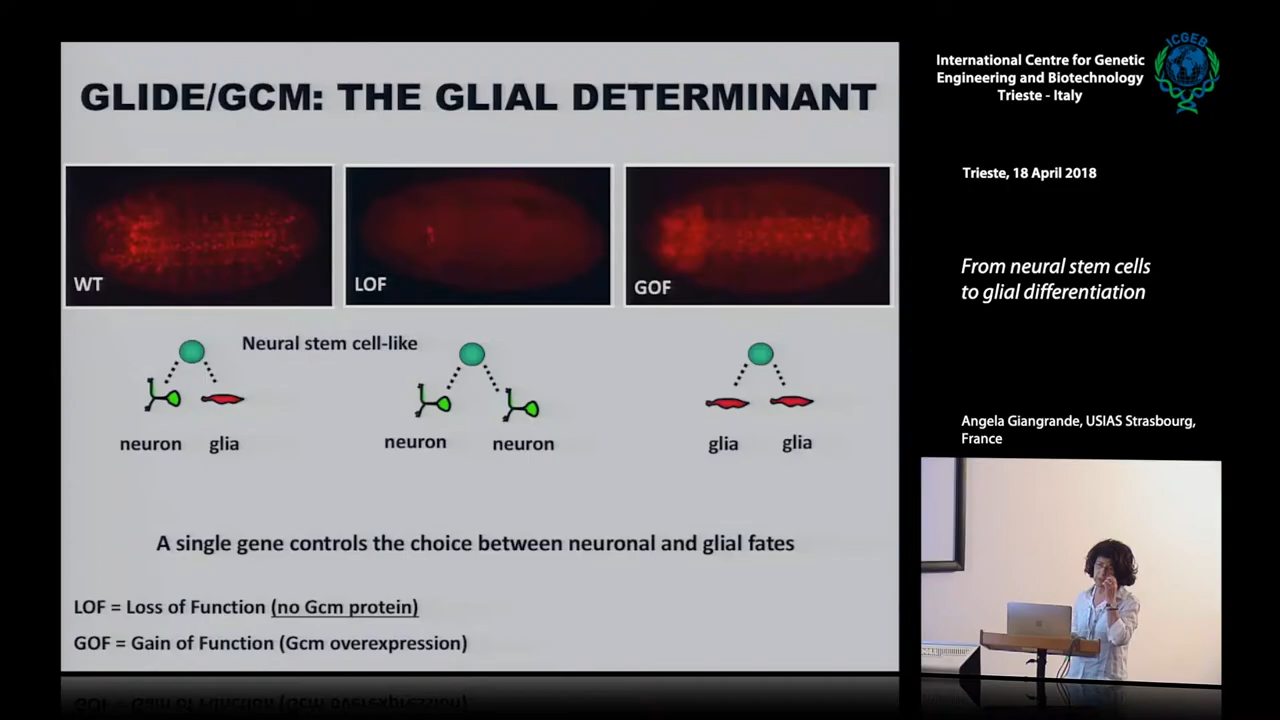 GLIDE/GCM: THE GLIAL DETERMINANT
WT
LOF
GOF
Neural stem cell-like
neuron glia
neuron neuron
glia glia
A single gene controls the choice between neuronal and glial fates
LOF = Loss of Function (no Gcm protein)
GOF = Gain of Function (Gcm overexpression)
International Centre for Genetic
Engineering and Biotechnology
Trieste - Italy
ICGEB
Trieste, 18 April 2018
From neural stem cells
to glial differentiation
Angela Giangrande, USIAS Strasbourg,
France